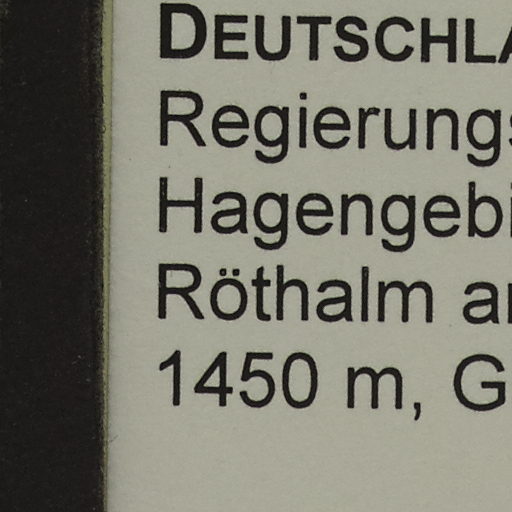 DEUTSCHLA
Regierungs
Hagengebi
Röthalm a
1450 m, G